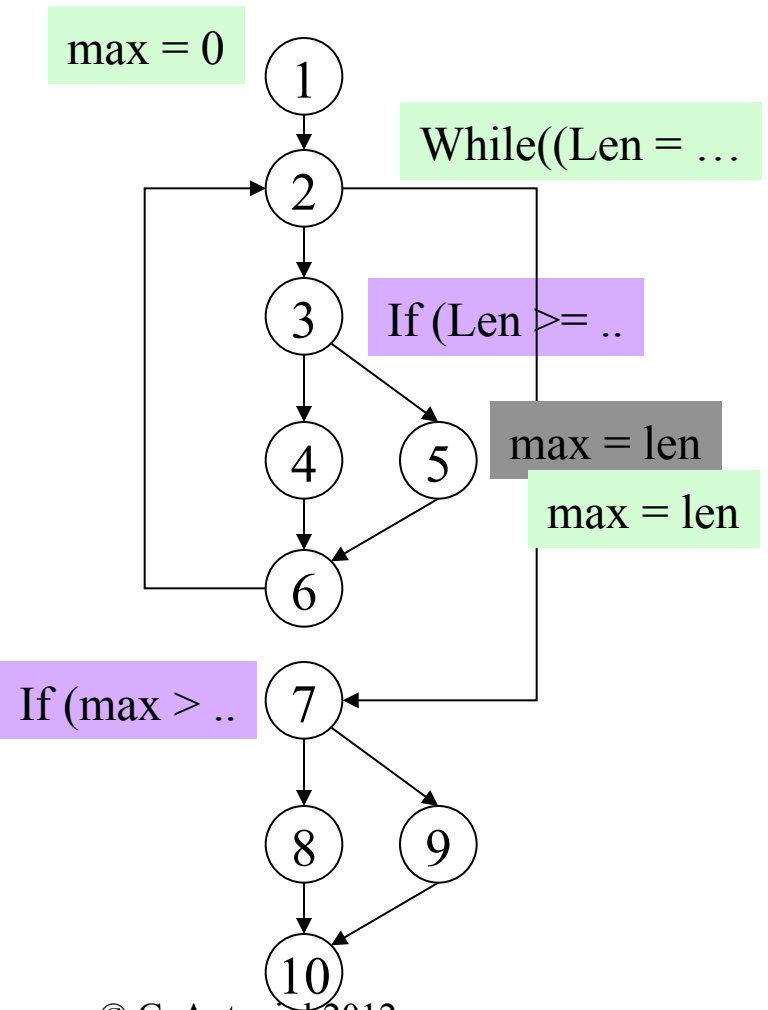 max = 0
1
While((Len = …
2
If (Len >= ..
3
max = len
4
5
max = len
6
If (max > ..
7
8
9
10
2012